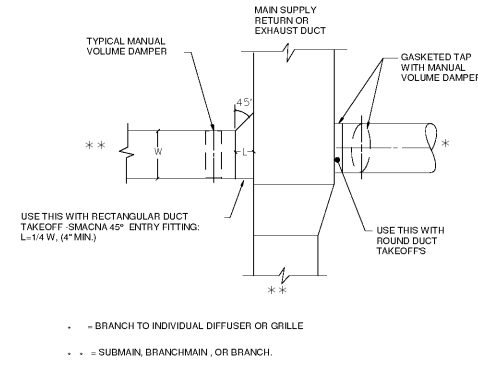 MAIN SUPPLY
RETURN OR
EXHAUST DUCT
TYPICAL MANUAL
VOLUME DAMPER
GASKETED TAP
WITH MANUAL
VOLUME DAMPER
45°
* *
W
L
*
USE THIS WITH RECTANGULAR DUCT
TAKEOFF -SMACNA 45° ENTRY FITTING:
L=1/4 W, (4" MIN.)
USE THIS WITH
ROUND DUCT
TAKEOFF'S
* *
* = BRANCH TO INDIVIDUAL DIFFUSER OR GRILLE
* * = SUBMAIN, BRANCHMAIN , OR BRANCH.